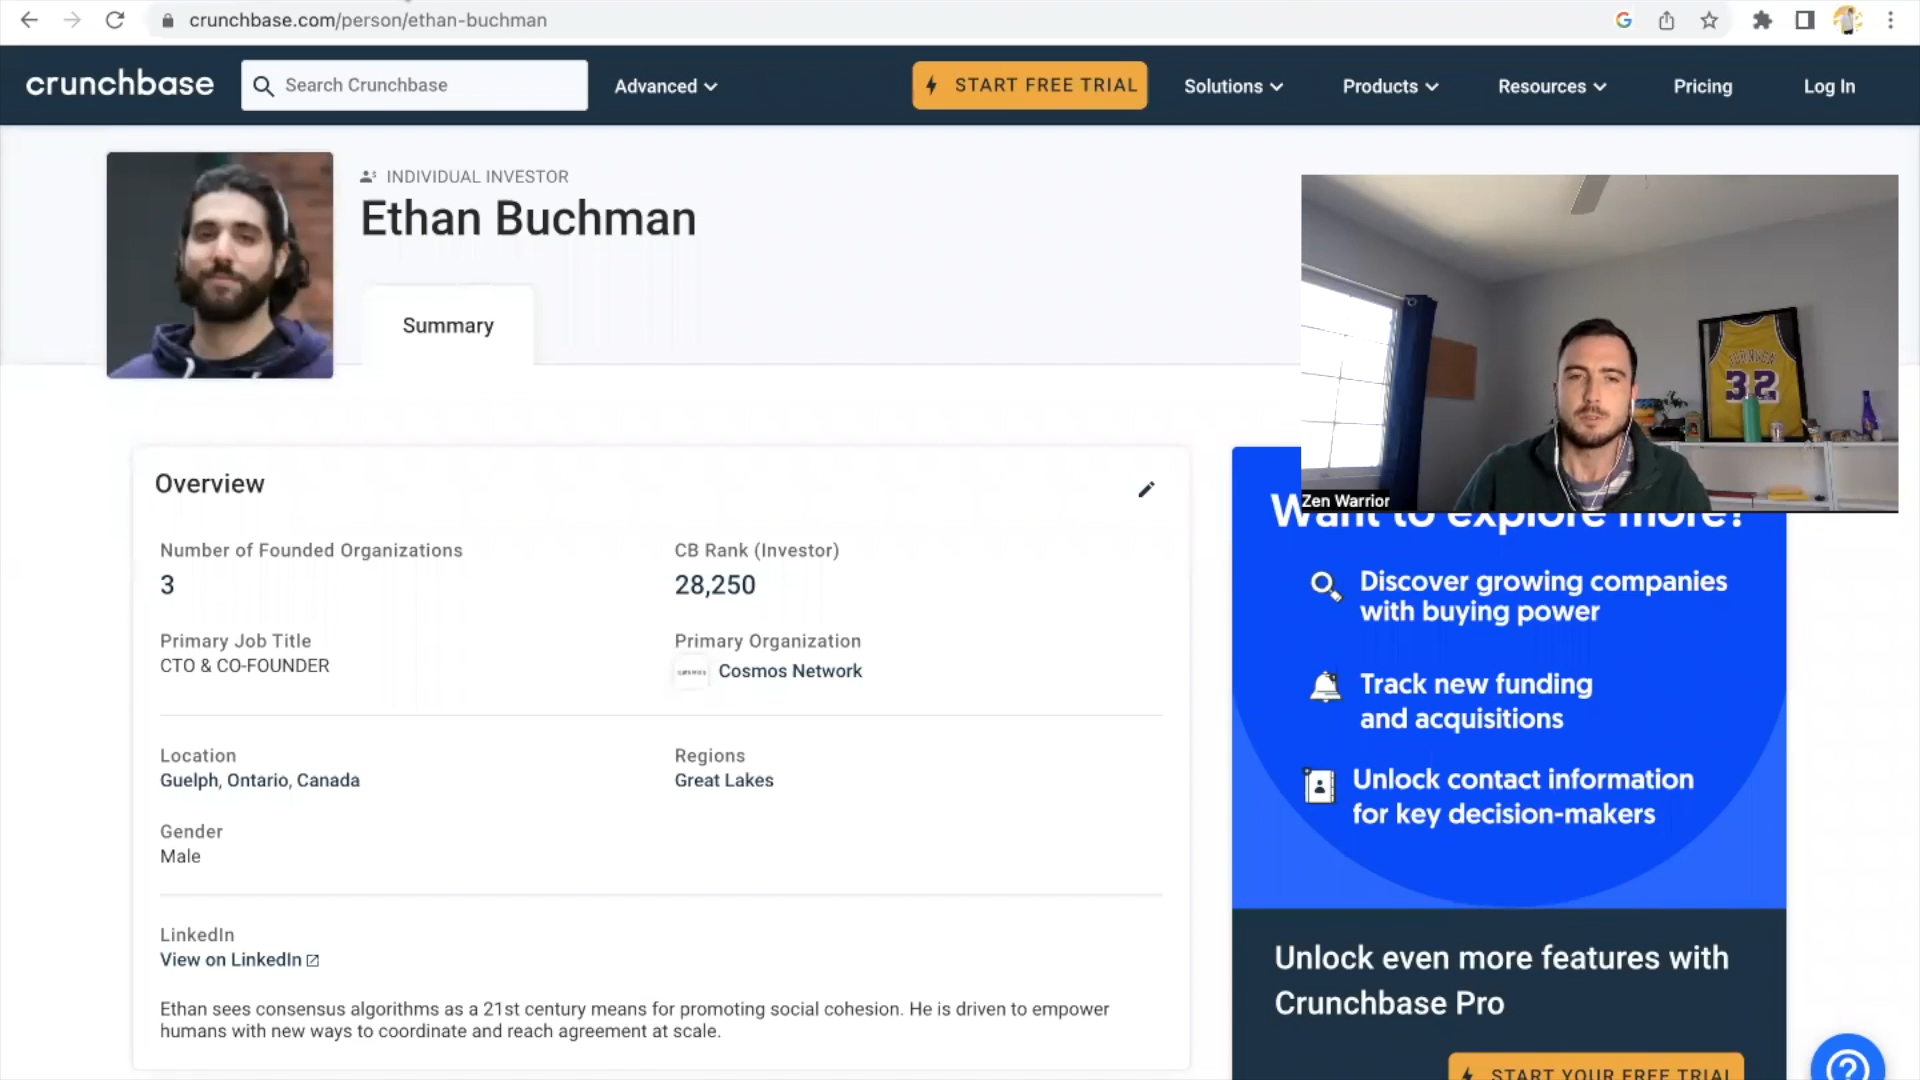 crunchbase.com/person/ethan-buchman
crunchbase
Search Crunchbase
Advanced
START FREE TRIAL
Solutions
Products
Resources
Pricing
Log In
INDIVIDUAL INVESTOR
Ethan Buchman
Summary
32
Zen Warrior
Overview
Number of Founded Organizations
3
CB Rank (Investor)
28,250
Primary Job Title
CTO & CO-FOUNDER
Primary Organization
Cosmos Network
Location
Guelph, Ontario, Canada
Regions
Great Lakes
Gender
Male
LinkedIn
View on LinkedIn
Ethan sees consensus algorithms as a 21st century means for promoting social cohesion. He is driven to empower
humans with new ways to coordinate and reach agreement at scale.
Want to explore more?
Discover growing companies
with buying power
Track new funding
and acquisitions
Unlock contact information
for key decision-makers
Unlock even more features with
Crunchbase Pro
START YOUR FREE TRIAL